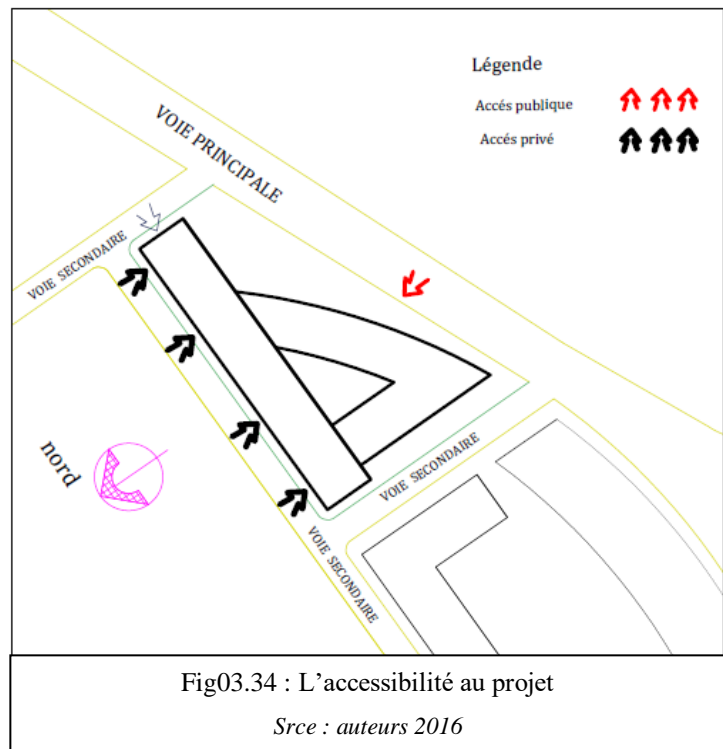 Légende
Accés publique
Accés privé
VOIE PRINCIPALE
VOIE SECONDAIRE
nord
VOIE SECONDAIRE
VOIE SECONDAIRE
Fig03.34 : L’accessibilité au projet
Srce : auteurs 2016